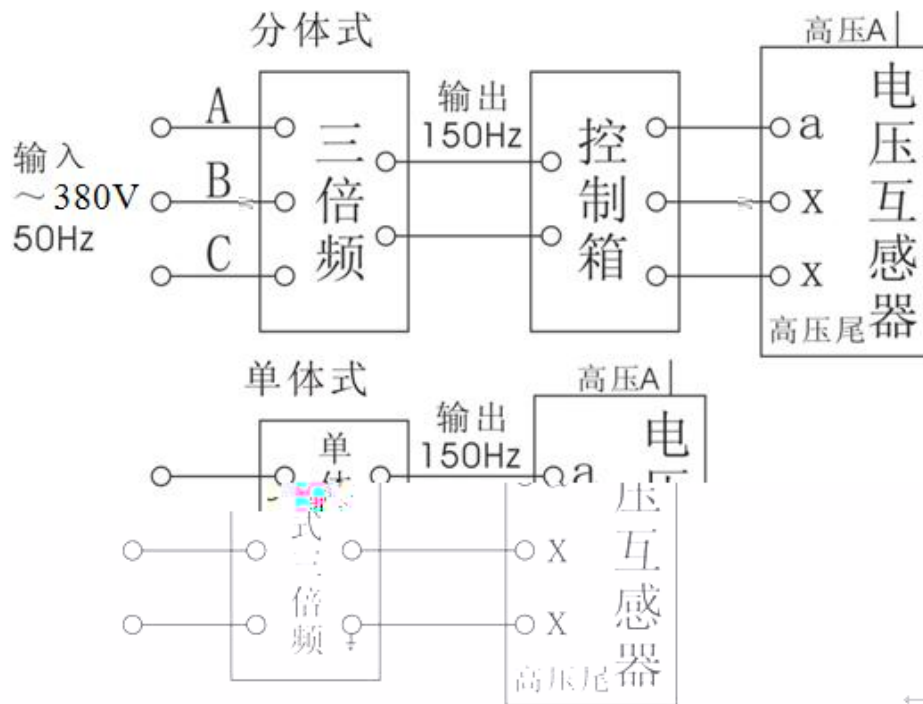 分体式
高压A
输入
～380V
50Hz
A
B
C
三倍频
输出
150Hz
控制箱
a
x
x
电压互感器
高压尾
单体式
高压A
输出
150Hz
单体式三倍频
a
x
x
电压互感器
高压尾